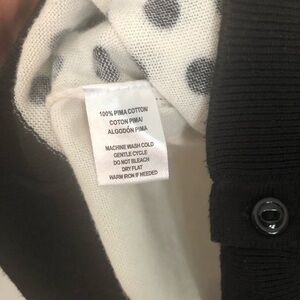 100% PIMA COTTON
COTON PIMA/
ALGODÓN PIMA
MACHINE WASH COLD
GENTLE CYCLE
DO NOT BLEACH
DRY FLAT
WARM IRON IF NEEDED